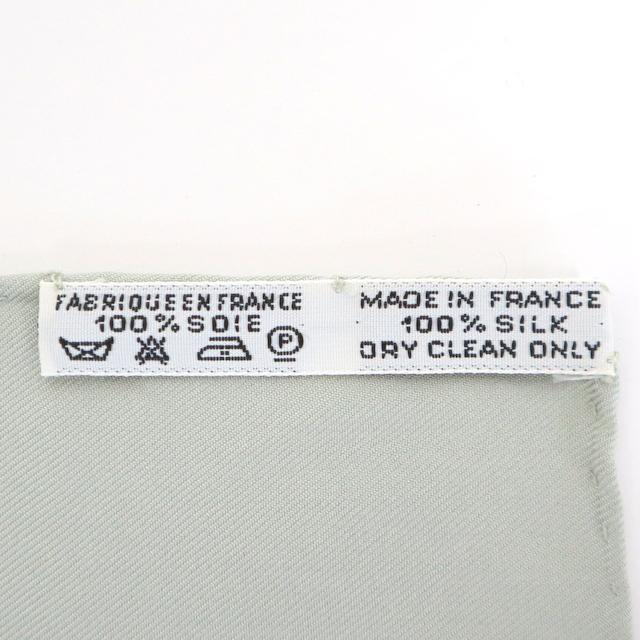 FABRIQUE EN FRANCE
100% SOIE
P
MADE IN FRANCE
100% SILK
DRY CLEAN ONLY